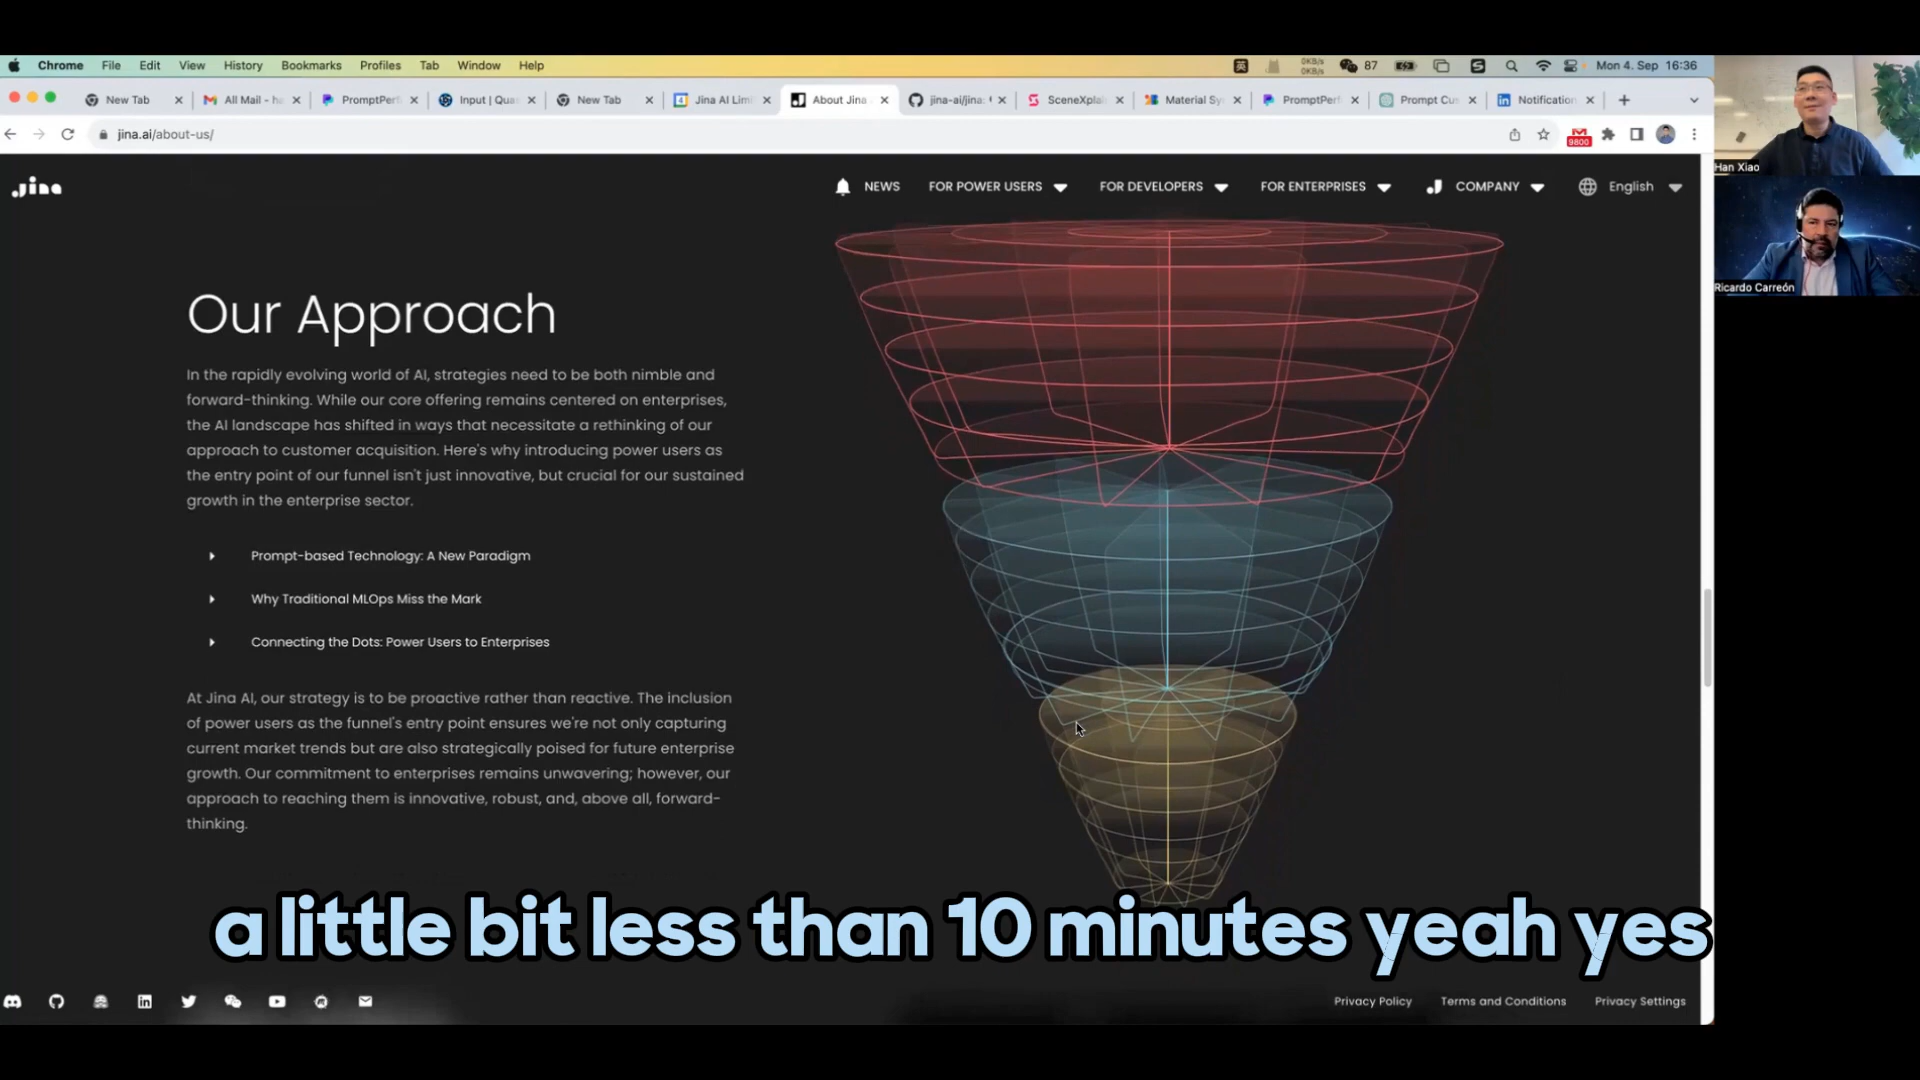 Chrome File Edit View History Bookmarks Profiles Tab Window Help 英 0KB/s 0KB/s 87 Mon 4. Sep 16:36
New Tab All Mail - ha PromptPerf Input | Qua New Tab 4 Jina AI Limi About Jina jina-ai/jina: SceneXplai Material Sy PromptPerf Prompt Cus Notification
jina.ai/about-us/ 9800
Jina NEWS FOR POWER USERS FOR DEVELOPERS FOR ENTERPRISES COMPANY English
Han Xiao
Ricardo Carreón
Our Approach
In the rapidly evolving world of AI, strategies need to be both nimble and
forward-thinking. While our core offering remains centered on enterprises,
the AI landscape has shifted in ways that necessitate a rethinking of our
approach to customer acquisition. Here's why introducing power users as
the entry point of our funnel isn't just innovative, but crucial for our sustained
growth in the enterprise sector.
Prompt-based Technology: A New Paradigm
Why Traditional MLOps Miss the Mark
Connecting the Dots: Power Users to Enterprises
At Jina AI, our strategy is to be proactive rather than reactive. The inclusion
of power users as the funnel's entry point ensures we're not only capturing
current market trends but are also strategically poised for future enterprise
growth. Our commitment to enterprises remains unwavering; however, our
approach to reaching them is innovative, robust, and, above all, forward-
thinking.
a little bit less than 10 minutes yeah yes
Privacy Policy Terms and Conditions Privacy Settings